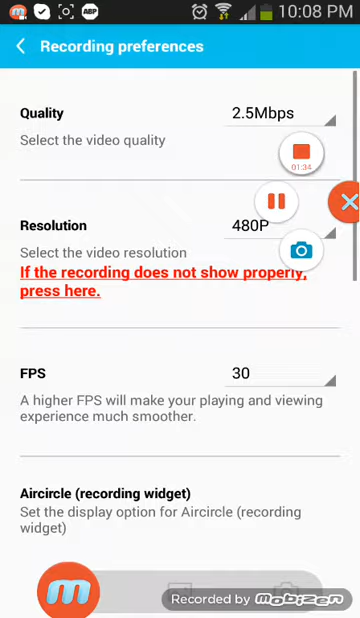 ABP
10:08 PM
Recording preferences
Quality
2.5Mbps
Select the video quality
01:34
Resolution
480P
Select the video resolution
If the recording does not show properly,
press here.
FPS
30
A higher FPS will make your playing and viewing
experience much smoother.
Aircircle (recording widget)
Set the display option for Aircircle (recording
widget)
m
Recorded by mobizen